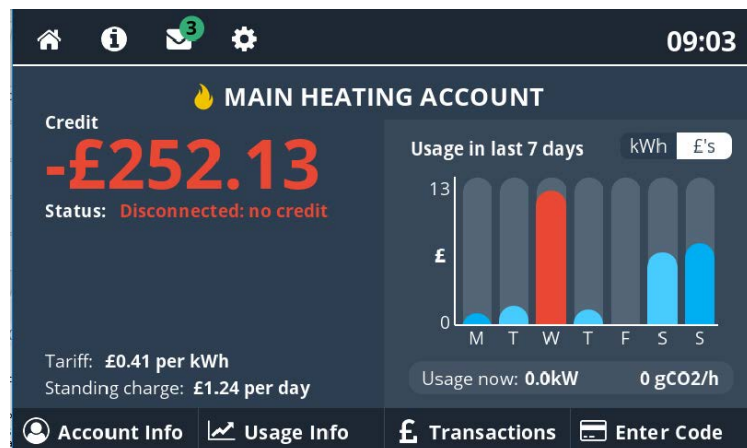 3
09:03
MAIN HEATING ACCOUNT
Credit
-£252.13
Status: Disconnected: no credit
Tariff: £0.41 per kWh
Standing charge: £1.24 per day
Usage in last 7 days
kWh £'s
13
£
0
M T W T F S S
Usage now: 0.0kW 0 gCO2/h
Account Info Usage Info £ Transactions Enter Code